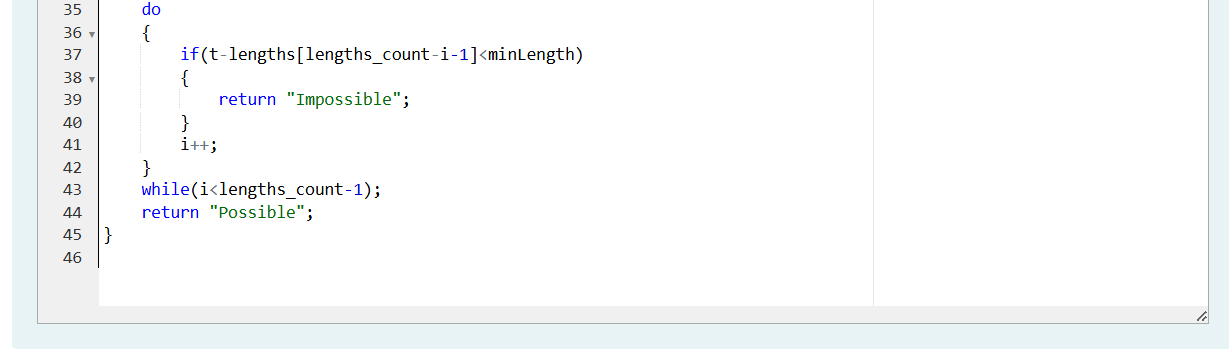 35 do
36 {
37 if(t-lengths[lengths_count-i-1]<minLength)
38 {
39 return "Impossible";
40 }
41 i++;
42 }
43 while(i<lengths_count-1);
44 return "Possible";
45 }
46